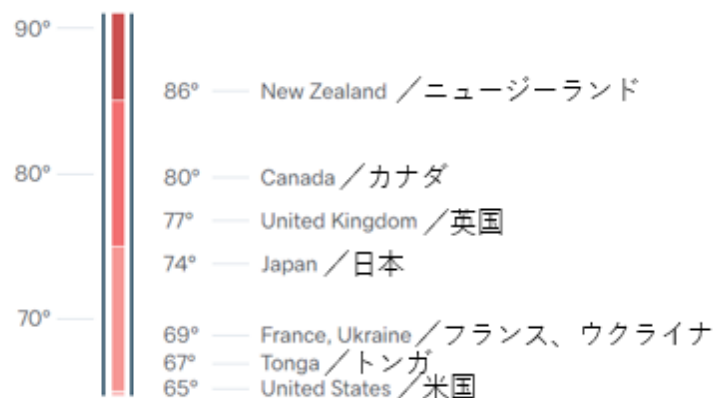 90°
86° New Zealand ／ニュージーランド
80° 80° Canada ／カナダ
77° United Kingdom ／英国
74° Japan ／日本
70°
69° France, Ukraine ／フランス、ウクライナ
67° Tonga ／トンガ
65° United States ／米国